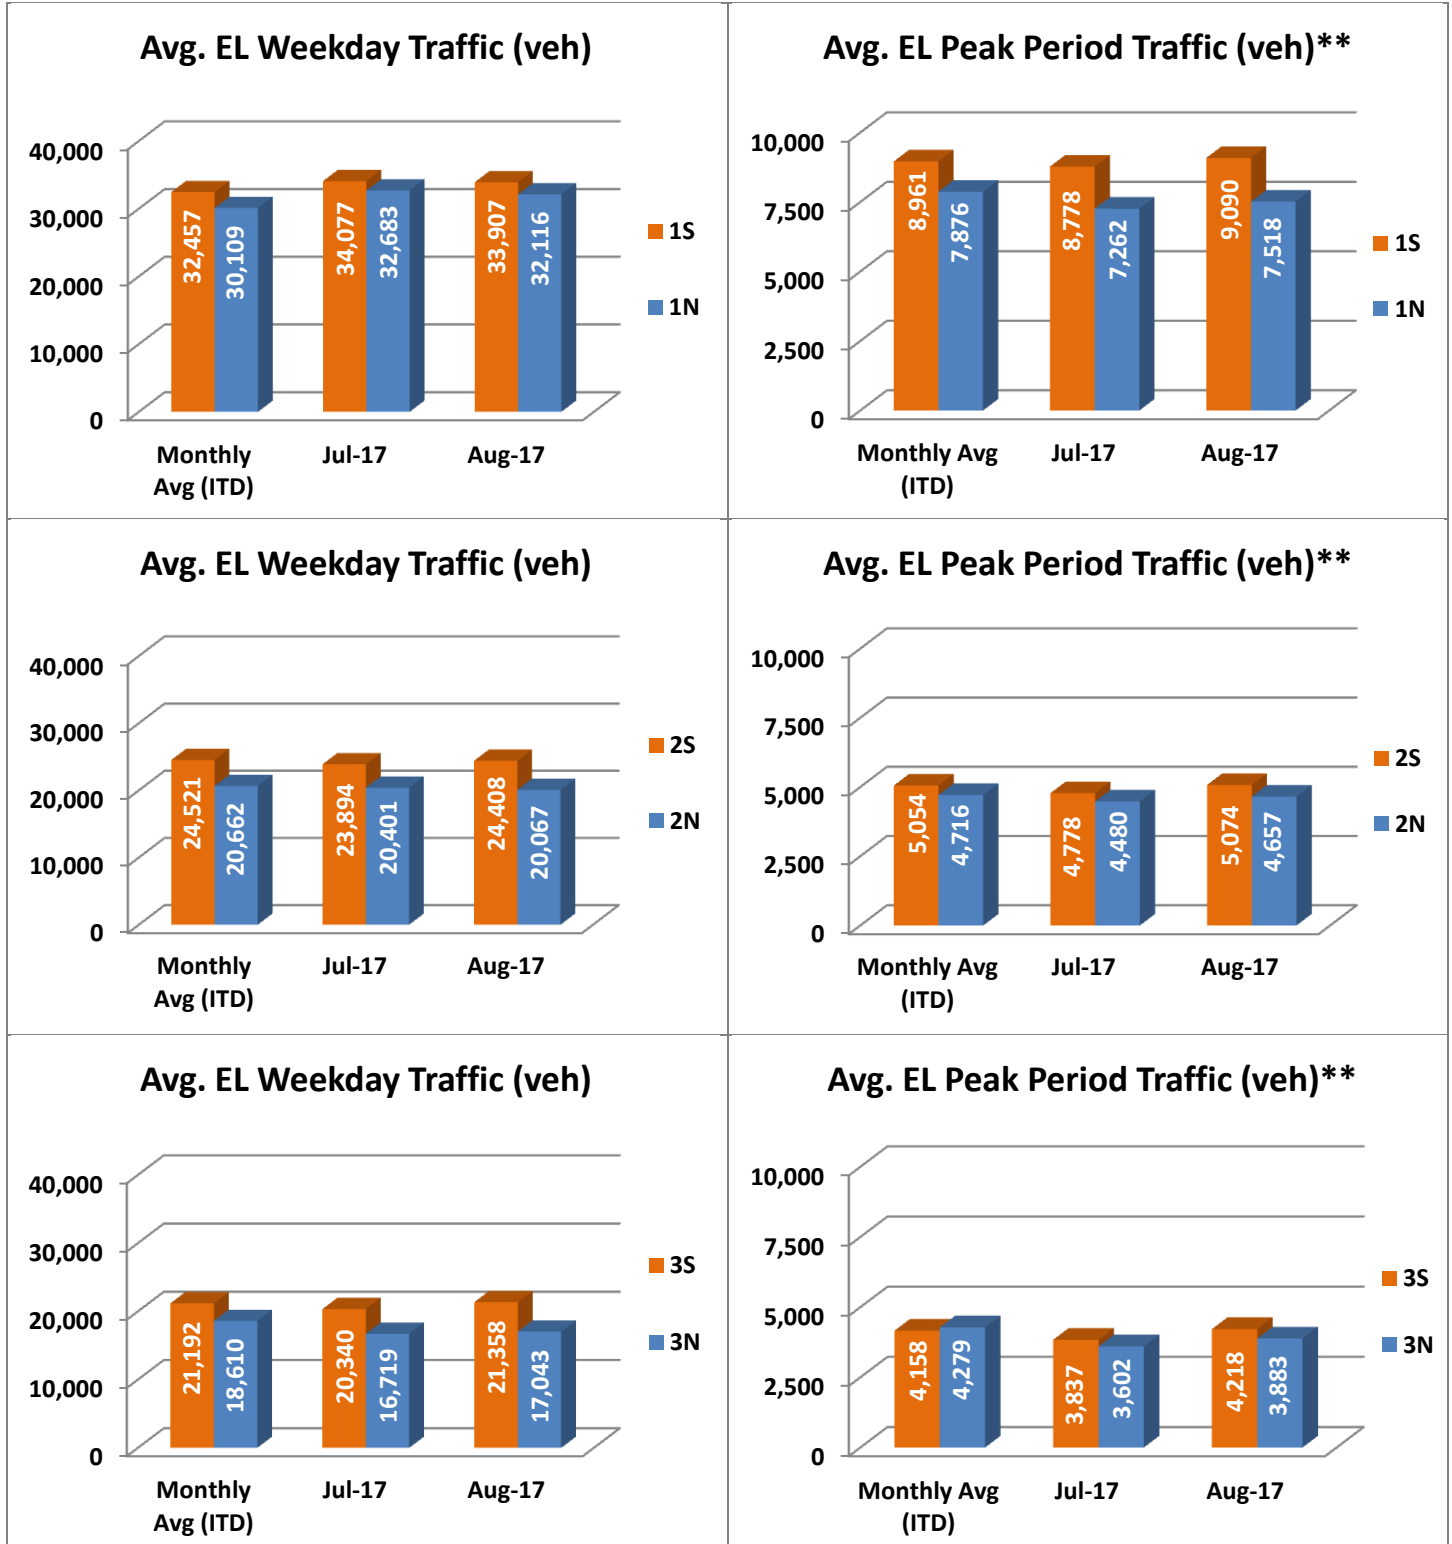 Avg. EL Weekday Traffic (veh)
40,000
30,000
20,000
10,000
0
32,457
30,109
34,077
32,683
33,907
32,116
Monthly
Avg (ITD)
Jul-17
Aug-17
1S
1N
Avg. EL Peak Period Traffic (veh)**
10,000
7,500
5,000
2,500
0
8,961
7,876
8,778
7,262
9,090
7,518
Monthly Avg
(ITD)
Jul-17
Aug-17
1S
1N
Avg. EL Weekday Traffic (veh)
40,000
30,000
20,000
10,000
0
24,521
20,662
23,894
20,401
24,408
20,067
Monthly
Avg (ITD)
Jul-17
Aug-17
2S
2N
Avg. EL Peak Period Traffic (veh)**
10,000
7,500
5,000
2,500
0
5,054
4,716
4,778
4,480
5,074
4,657
Monthly Avg
(ITD)
Jul-17
Aug-17
2S
2N
Avg. EL Weekday Traffic (veh)
40,000
30,000
20,000
10,000
0
21,192
18,610
20,340
16,719
21,358
17,043
Monthly
Avg (ITD)
Jul-17
Aug-17
3S
3N
Avg. EL Peak Period Traffic (veh)**
10,000
7,500
5,000
2,500
0
4,158
4,279
3,837
3,602
4,218
3,883
Monthly Avg
(ITD)
Jul-17
Aug-17
3S
3N